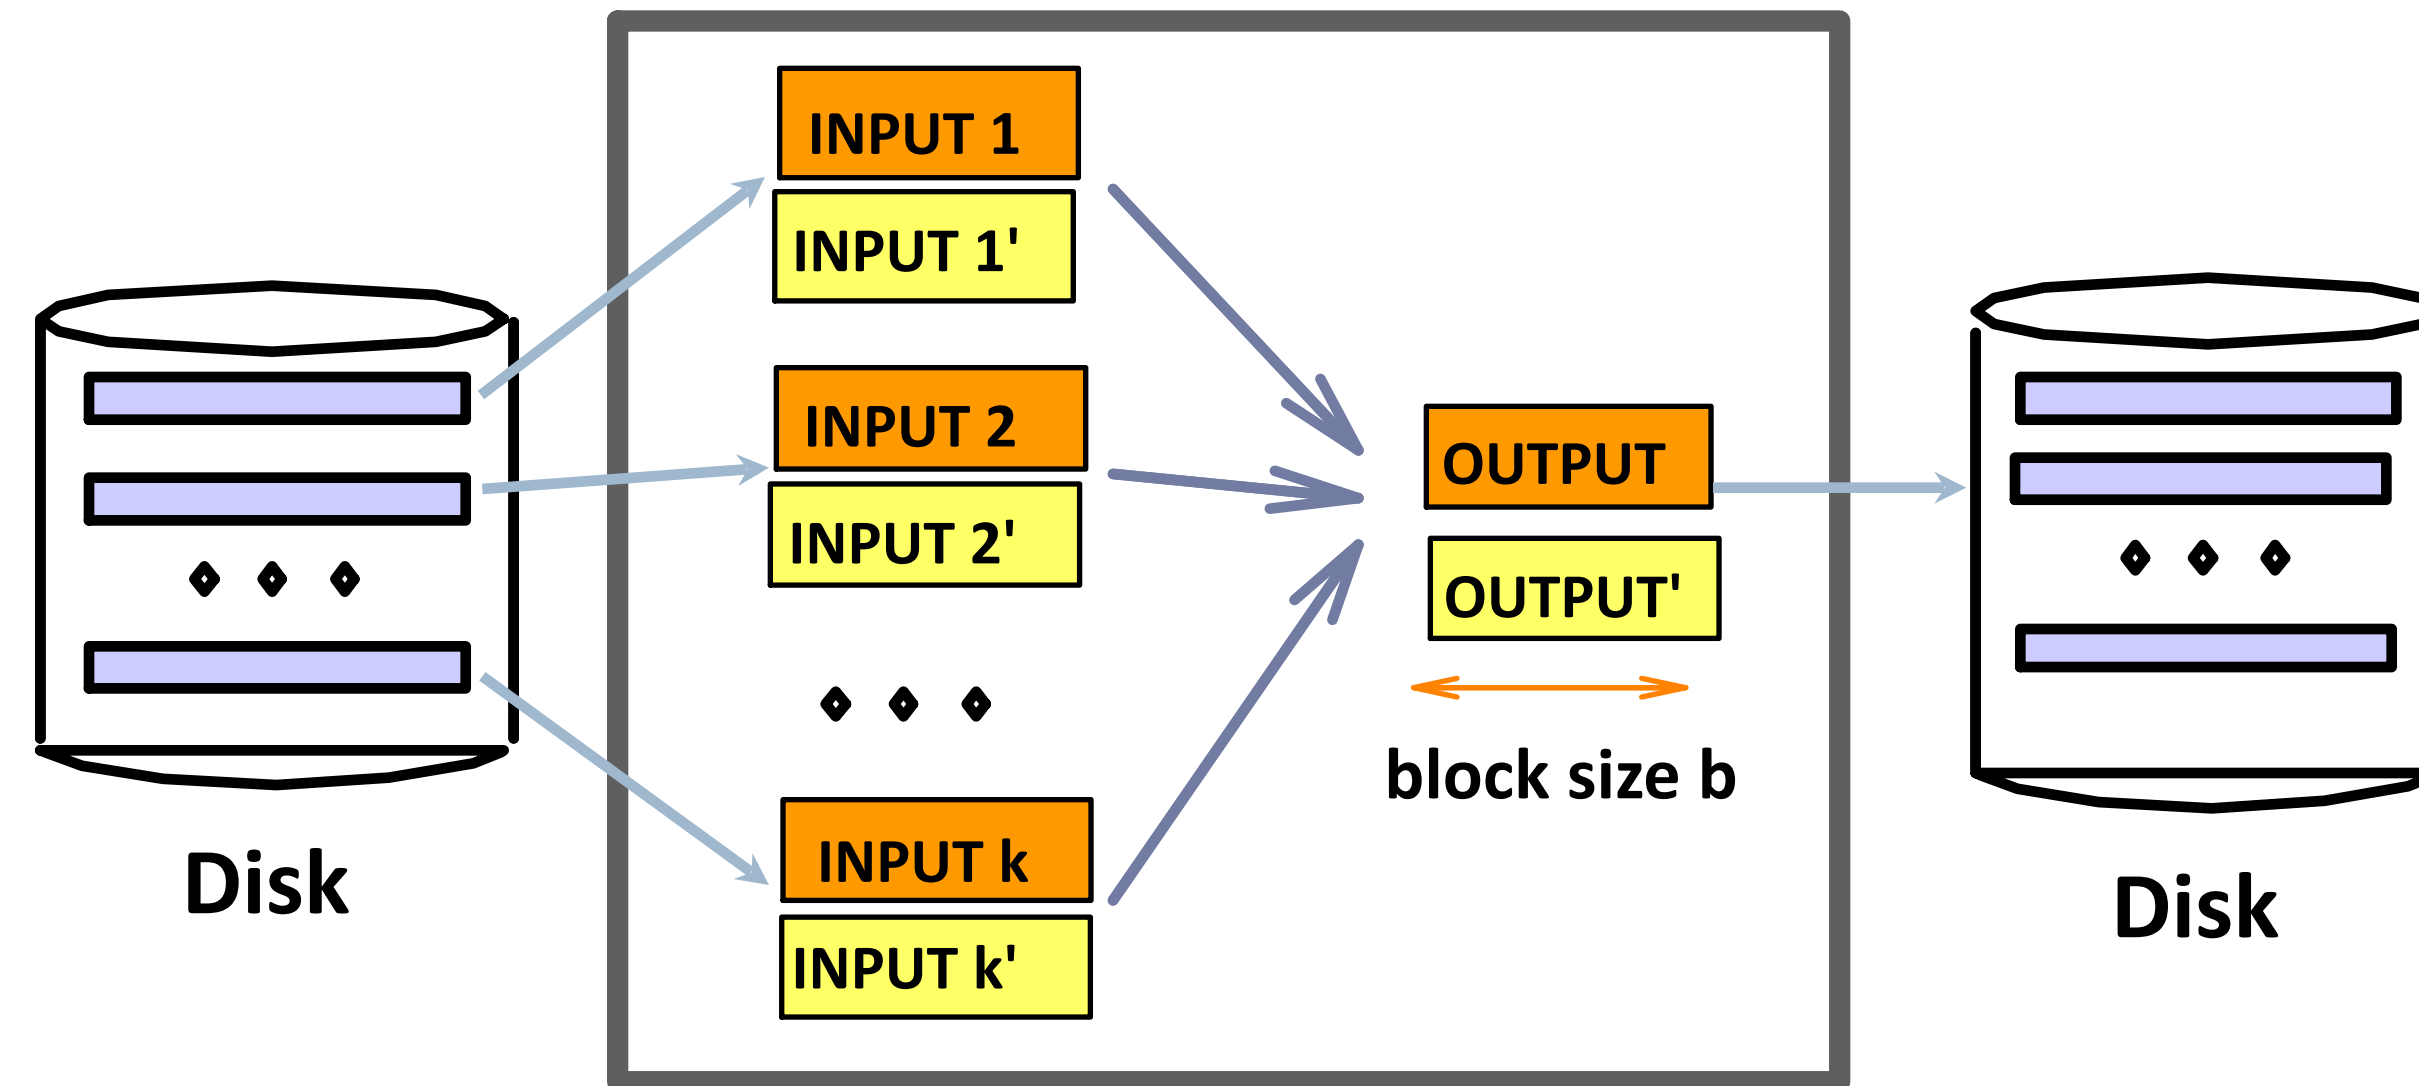 INPUT 1
INPUT 1'
INPUT 2
INPUT 2'
INPUT k
INPUT k'
OUTPUT
OUTPUT'
block size b
Disk
Disk